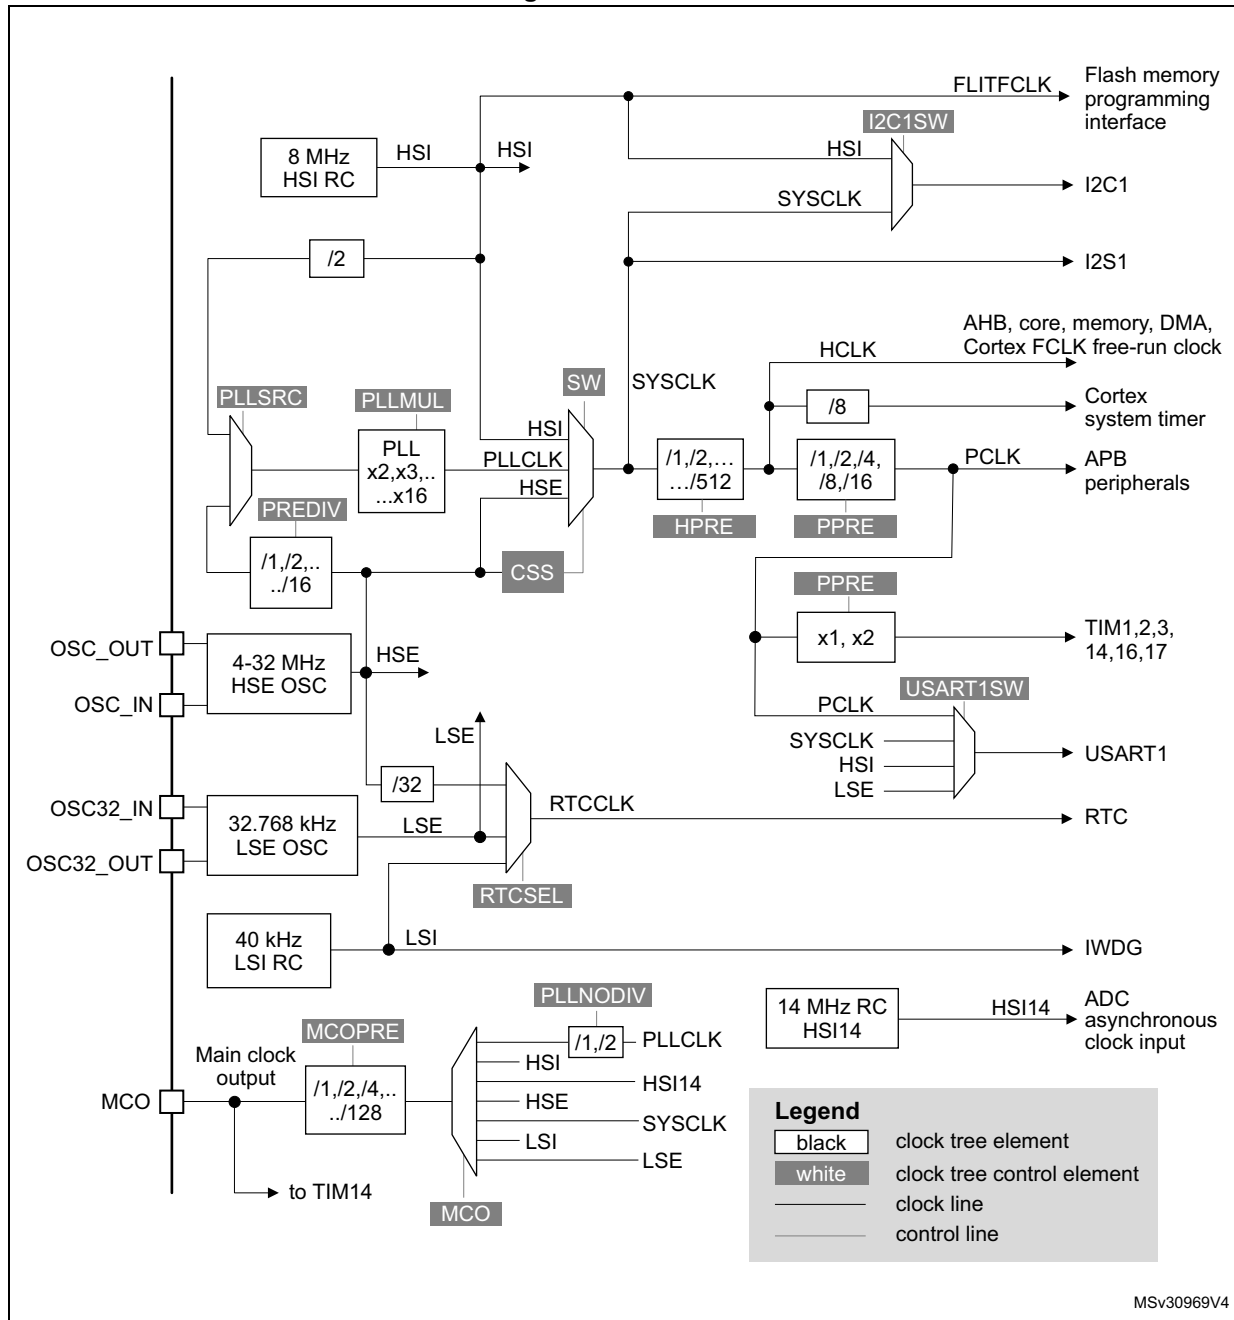 FLITFCLK
Flash memory
programming
interface
I2C1SW
8 MHz
HSI RC
HSI
HSI
HSI
SYSCLK
I2C1
/2
I2S1
AHB, core, memory, DMA,
Cortex FCLK free-run clock
HCLK
PLLSRC
PLLMUL
SW
SYSCLK
/8
Cortex
system timer
PLL
x2,x3,..
...x16
HSI
PLLCLK
HSE
/1,/2,…
…/512
/1,/2,/4,
/8,/16
PCLK
APB
peripherals
HPRE
PPRE
PREDIV
/1,/2,..
../16
CSS
PPRE
x1, x2
TIM1,2,3,
14,16,17
OSC_OUT
OSC_IN
4-32 MHz
HSE OSC
HSE
USART1SW
PCLK
SYSCLK
HSI
LSE
USART1
LSE
/32
OSC32_IN
OSC32_OUT
32.768 kHz
LSE OSC
LSE
RTCCLK
RTC
RTCSEL
40 kHz
LSI RC
LSI
IWDG
PLLNODIV
14 MHz RC
HSI14
HSI14
ADC
asynchronous
clock input
MCOPRE
Main clock
output
MCO
/1,/2,/4,..
../128
/1,/2
PLLCLK
HSI
HSI14
HSE
SYSCLK
LSI
LSE
to TIM14
MCO
Legend
black
clock tree element
white
clock tree control element
clock line
control line
MSv30969V4